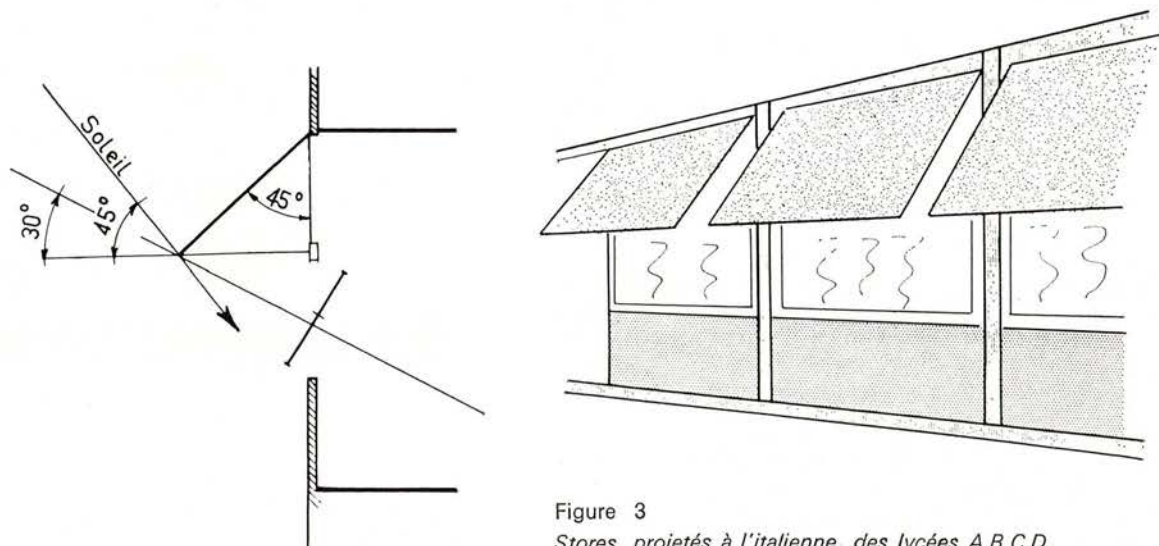 Soleil
30°
45°
45°
Figure 3
Stores, projetés à l'italienne, des lycées A.B.C.D.